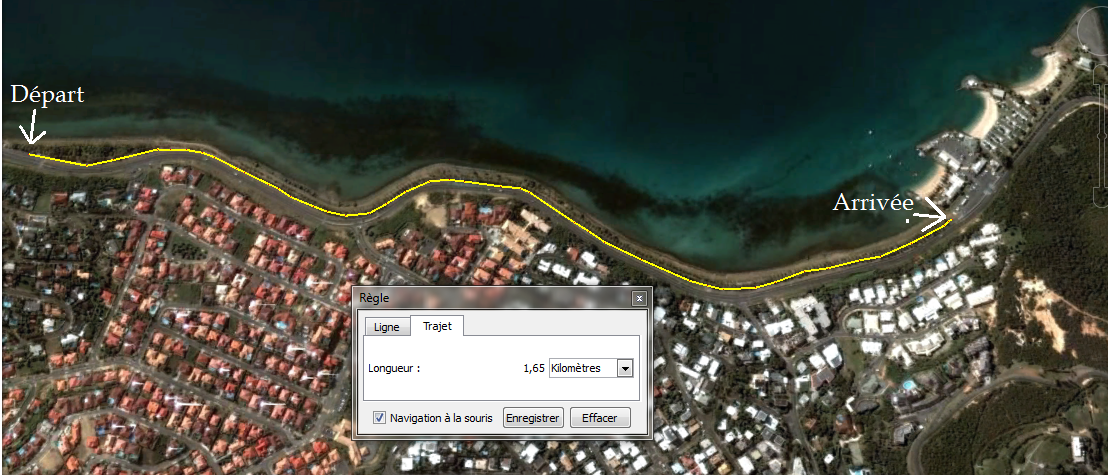 Départ
Arrivée
Règle
Ligne
Trajet
Longueur :
1,65 Kilomètres
Navigation à la souris
Enregistrer
Effacer